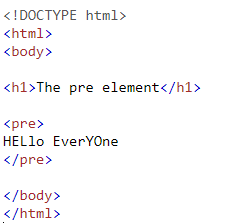 <!DOCTYPE html>
<html>
<body>
<h1>The pre element</h1>
<pre>
HELlo EverYOne
</pre>
</body>
</html>